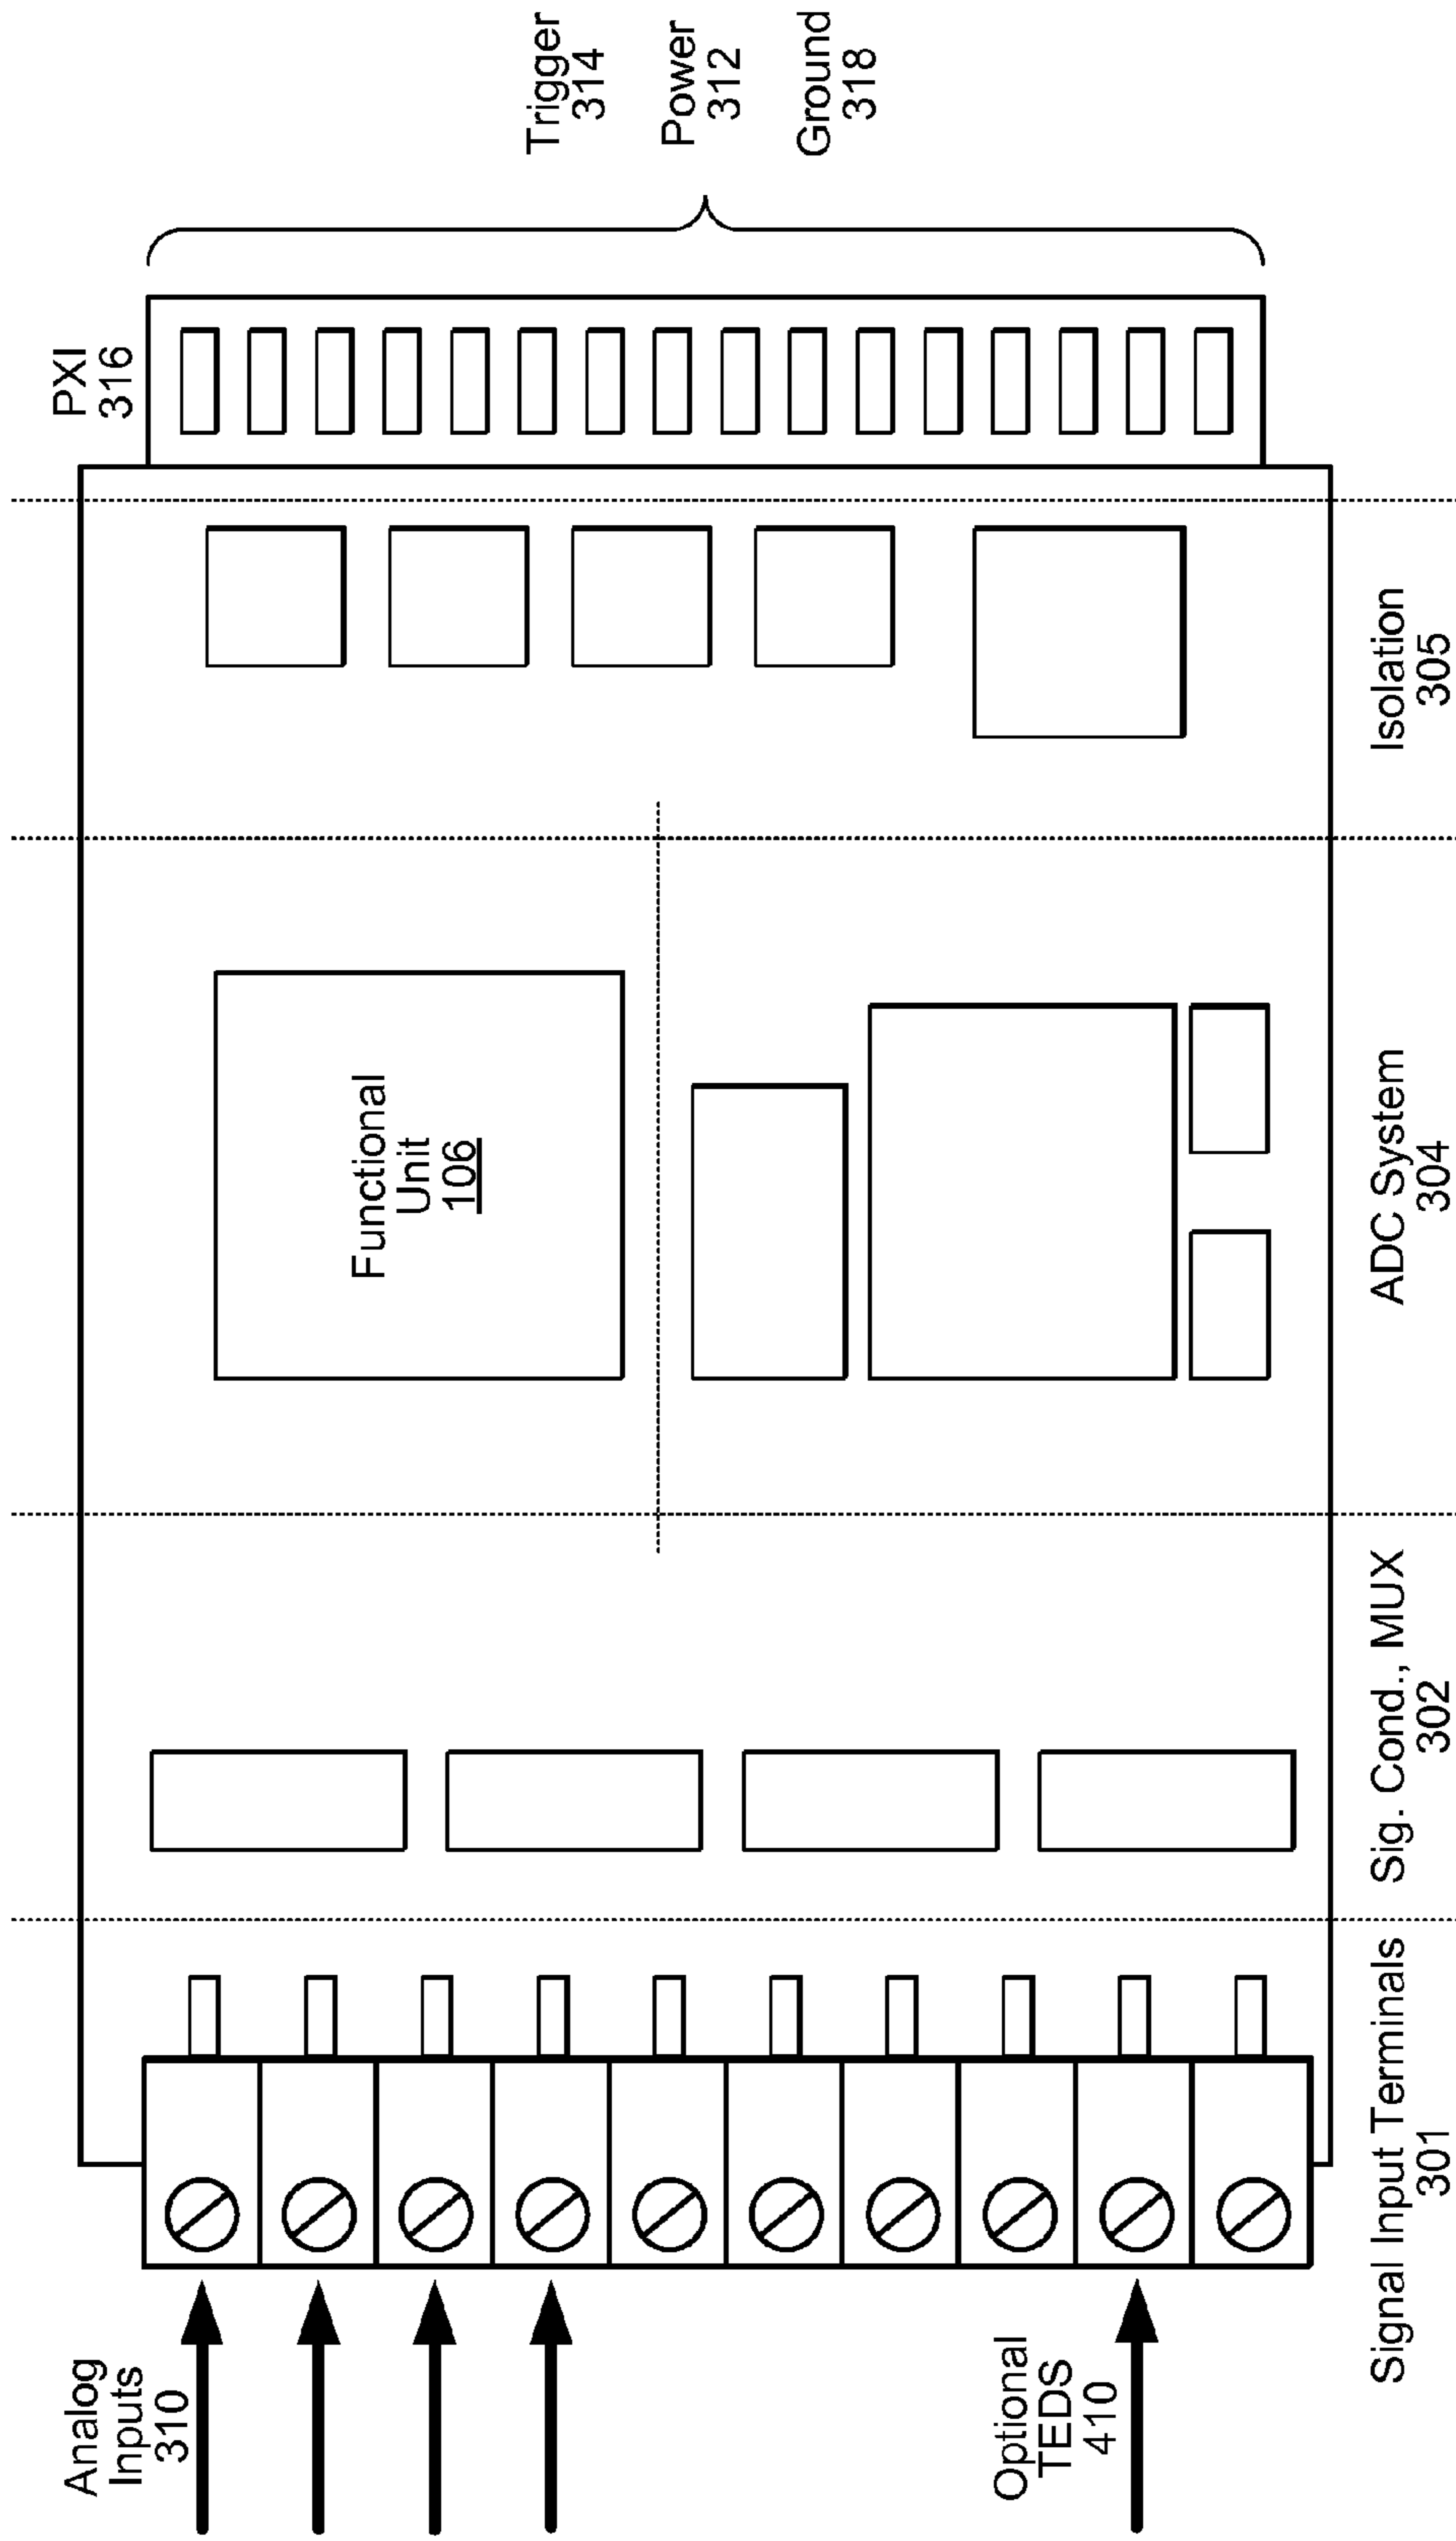 Analog
Inputs
310
Optional
TEDS
410
Functional
Unit
106
PXI
316
Trigger
314
Power
312
Ground
318
Signal Input Terminals
301
Sig. Cond., MUX
302
ADC System
304
Isolation
305